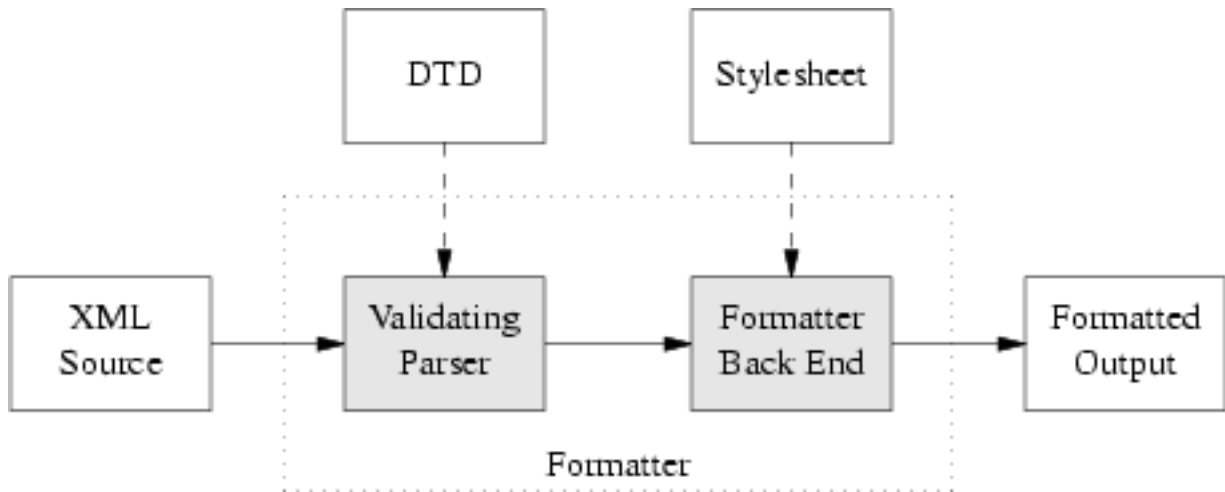 DTD
Stylesheet
XML
Source
Validating
Parser
Formatter
Back End
Formatted
Output
Formatter